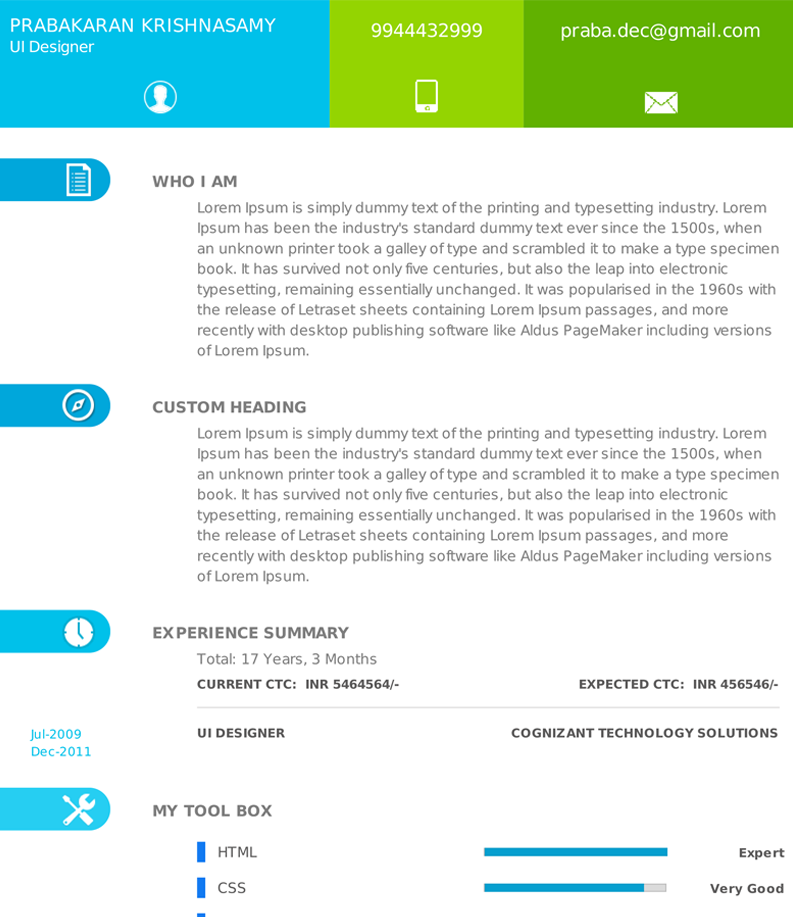 PRABAKARAN KRISHNASAMY
UI Designer
9944432999
praba.dec@gmail.com
WHO I AM
Lorem Ipsum is simply dummy text of the printing and typesetting industry. Lorem
Ipsum has been the industry's standard dummy text ever since the 1500s, when
an unknown printer took a galley of type and scrambled it to make a type specimen
book. It has survived not only five centuries, but also the leap into electronic
typesetting, remaining essentially unchanged. It was popularised in the 1960s with
the release of Letraset sheets containing Lorem Ipsum passages, and more
recently with desktop publishing software like Aldus PageMaker including versions
of Lorem Ipsum.
CUSTOM HEADING
Lorem Ipsum is simply dummy text of the printing and typesetting industry. Lorem
Ipsum has been the industry's standard dummy text ever since the 1500s, when
an unknown printer took a galley of type and scrambled it to make a type specimen
book. It has survived not only five centuries, but also the leap into electronic
typesetting, remaining essentially unchanged. It was popularised in the 1960s with
the release of Letraset sheets containing Lorem Ipsum passages, and more
recently with desktop publishing software like Aldus PageMaker including versions
of Lorem Ipsum.
EXPERIENCE SUMMARY
Total: 17 Years, 3 Months
CURRENT CTC: INR 5464564/-
EXPECTED CTC: INR 456546/-
Jul-2009
Dec-2011
UI DESIGNER
COGNIZANT TECHNOLOGY SOLUTIONS
MY TOOL BOX
HTML
Expert
CSS
Very Good